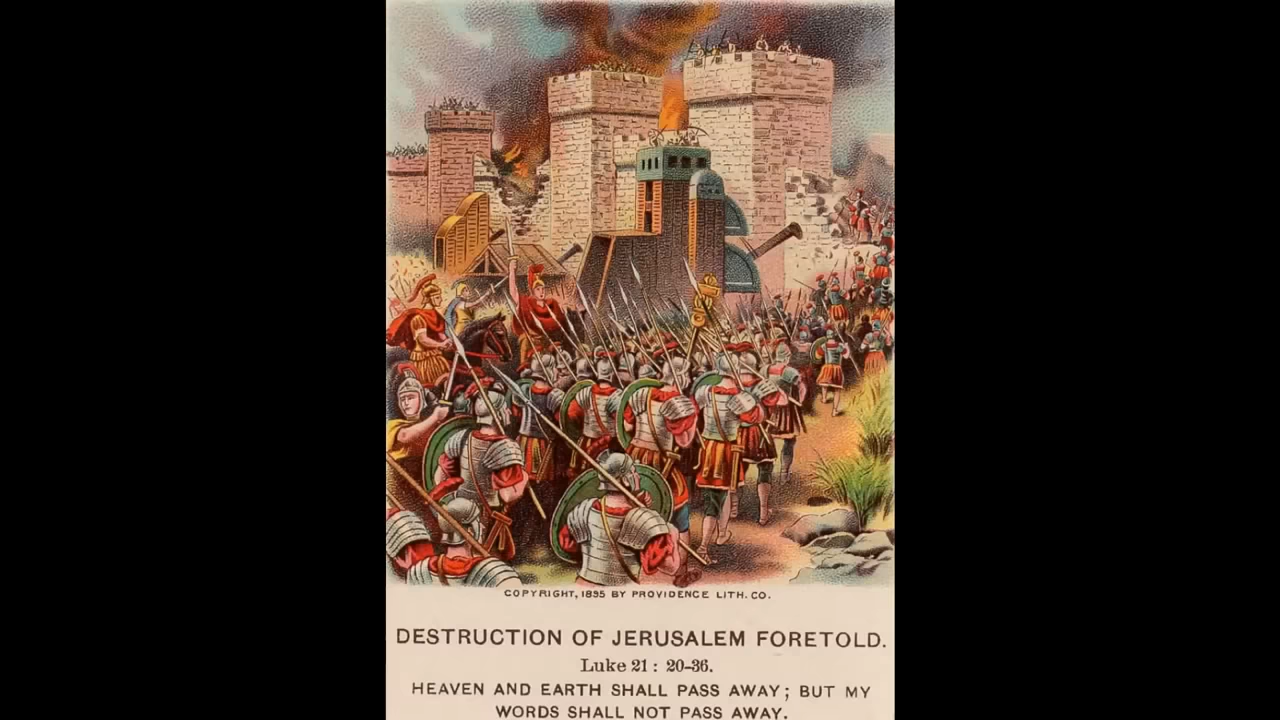 COPYRIGHT, 1895 BY PROVIDENCE LITH. CO.
DESTRUCTION OF JERUSALEM FORETOLD.
Luke 21 : 20-36.
HEAVEN AND EARTH SHALL PASS AWAY ; BUT MY
WORDS SHALL NOT PASS AWAY.